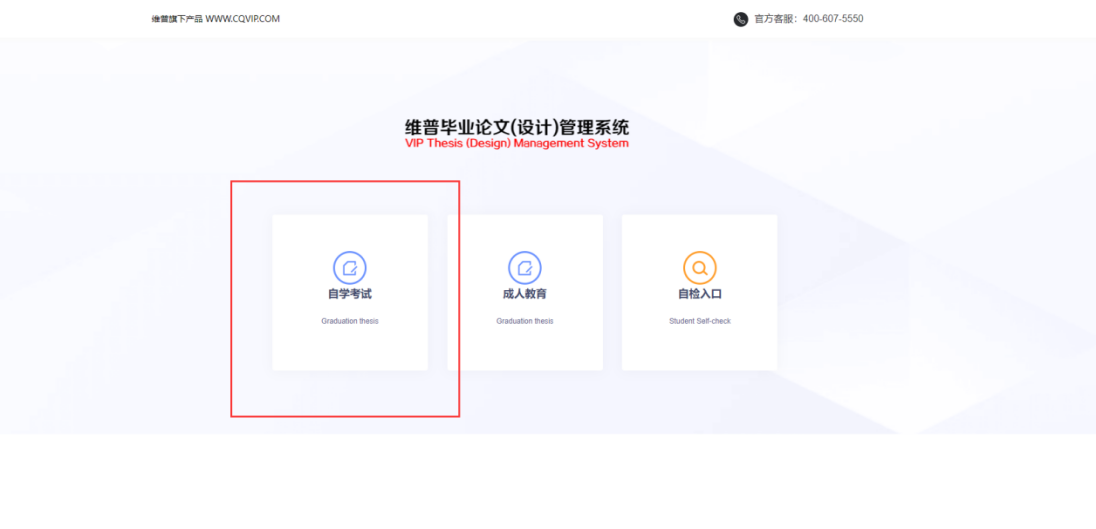 维普旗下产品 WWW.CQVIP.COM
官方客服：400-607-5550
维普毕业论文(设计)管理系统
VIP Thesis (Design) Management System
自学考试
Graduation thesis
成人教育
Graduation thesis
自检入口
Student Self-check